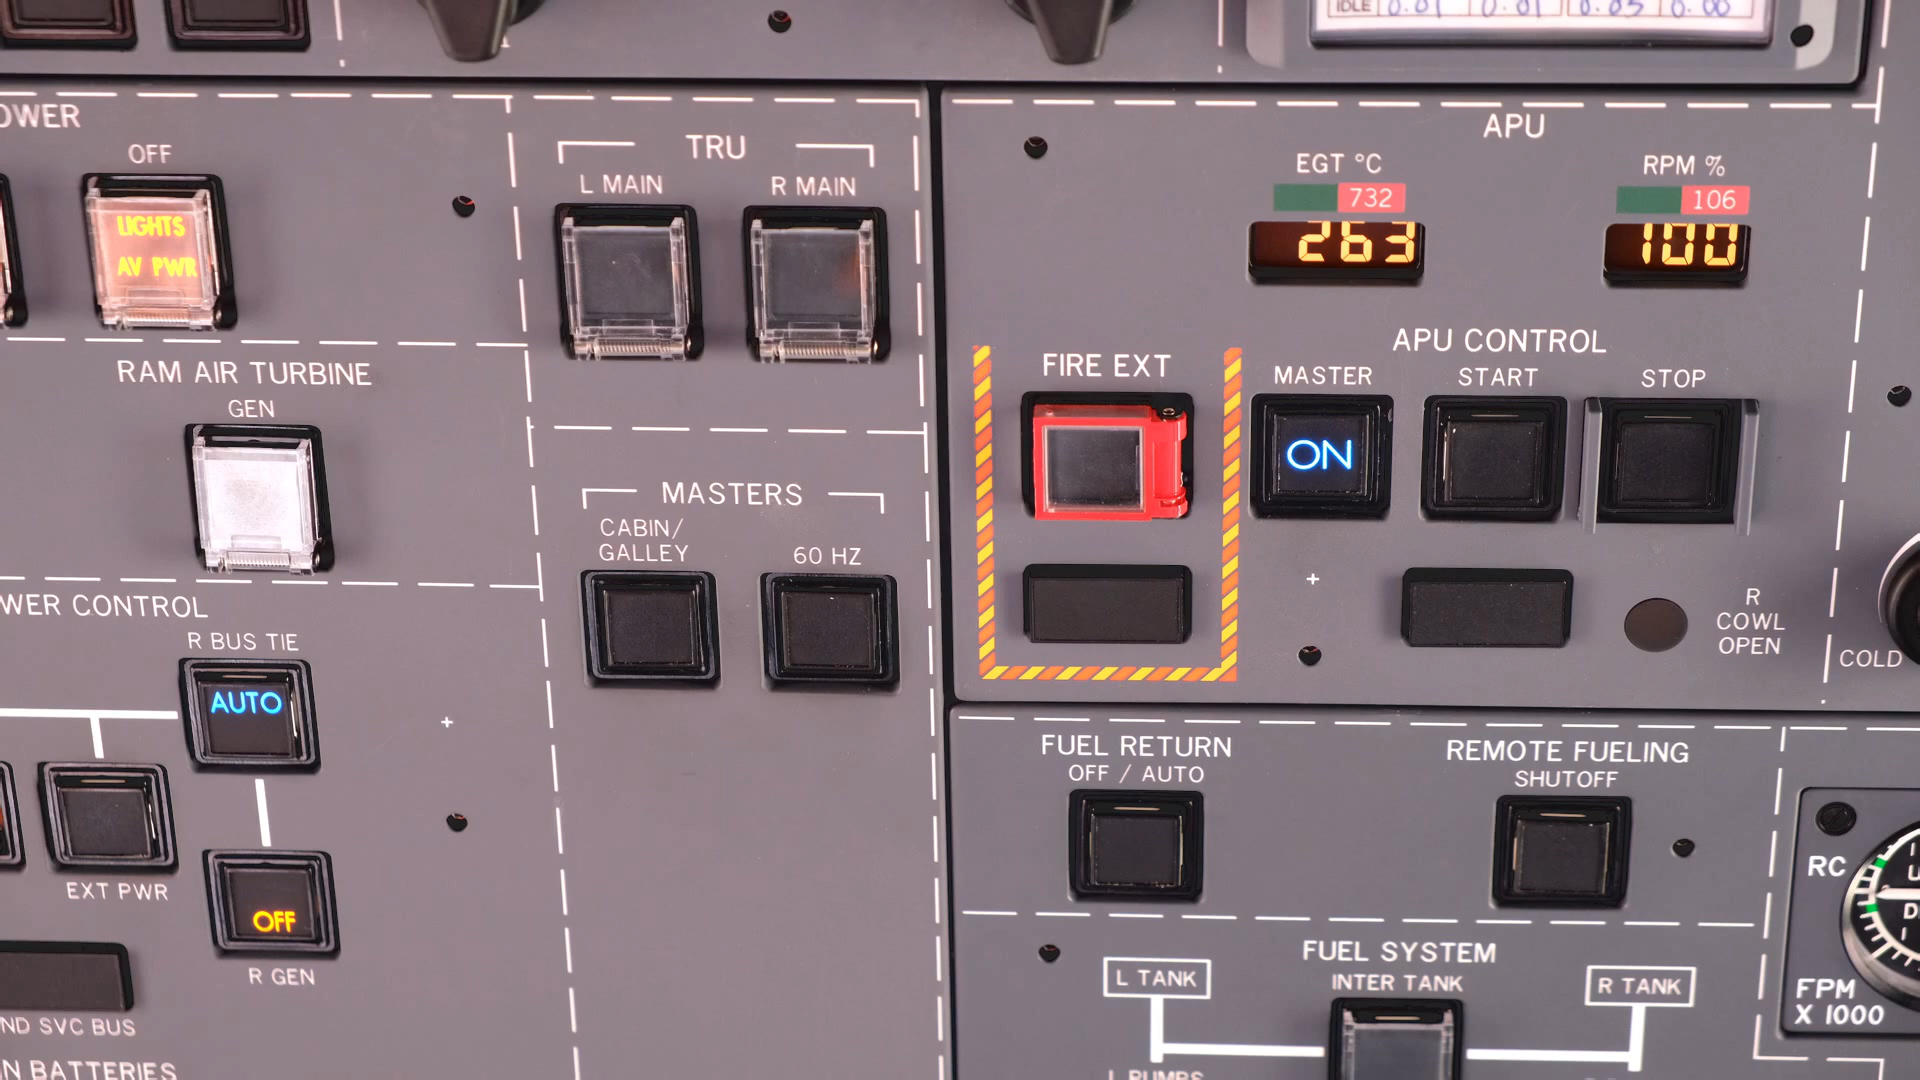 IDLE 0.01 0.01 0.03 0.00
OWER
OFF
LIGHTS
AV PWR
TRU
L MAIN
R MAIN
APU
EGT °C
732
263
RPM %
106
100
RAM AIR TURBINE
GEN
FIRE EXT
APU CONTROL
MASTER
START
STOP
ON
MASTERS
CABIN/
GALLEY
60 HZ
R
COWL
OPEN
COLD
WER CONTROL
R BUS TIE
AUTO
EXT PWR
OFF
R GEN
ND SVC BUS
N BATTERIES
FUEL RETURN
OFF / AUTO
REMOTE FUELING
SHUTOFF
FUEL SYSTEM
L TANK
INTER TANK
R TANK
L PUMPS
RC
U
D
FPM
X 1000